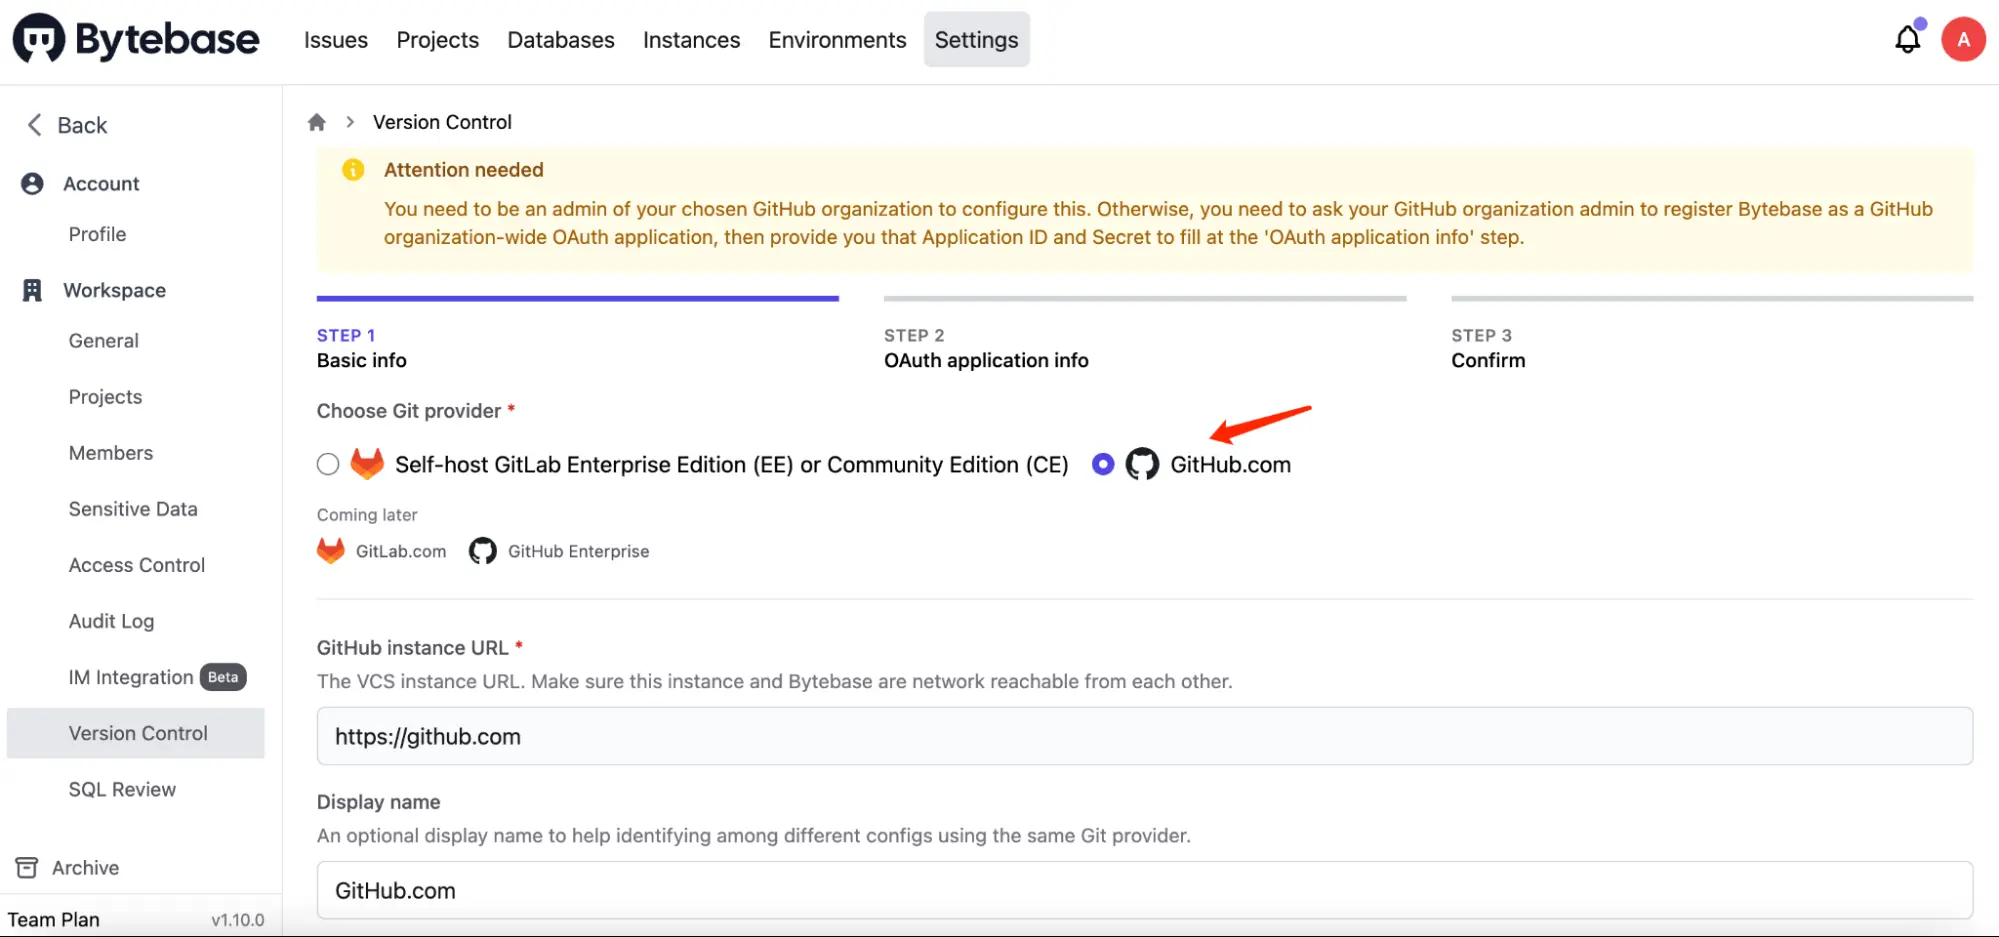 Bytebase
Issues Projects Databases Instances Environments Settings
A
Back
Account
Profile
Workspace
General
Projects
Members
Sensitive Data
Access Control
Audit Log
IM Integration Beta
Version Control
SQL Review
Archive
Team Plan v1.10.0
Version Control
Attention needed
You need to be an admin of your chosen GitHub organization to configure this. Otherwise, you need to ask your GitHub organization admin to register Bytebase as a GitHub
organization-wide OAuth application, then provide you that Application ID and Secret to fill at the 'OAuth application info' step.
STEP 1
Basic info
STEP 2
OAuth application info
STEP 3
Confirm
Choose Git provider *
Self-host GitLab Enterprise Edition (EE) or Community Edition (CE) GitHub.com
Coming later
GitLab.com GitHub Enterprise
GitHub instance URL *
The VCS instance URL. Make sure this instance and Bytebase are network reachable from each other.
https://github.com
Display name
An optional display name to help identifying among different configs using the same Git provider.
GitHub.com